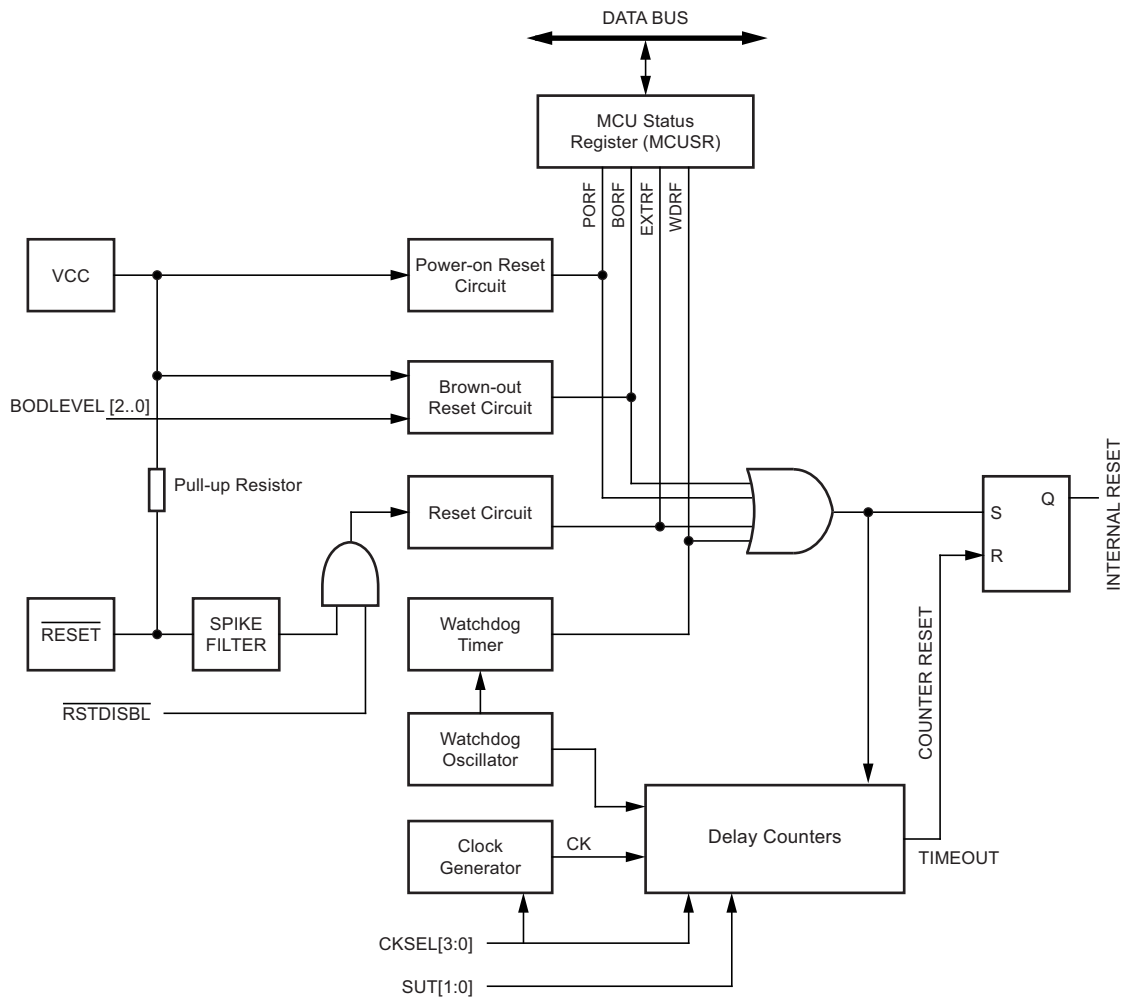 DATA BUS
MCU Status
Register (MCUSR)
PORF
BORF
EXTRF
WDRF
VCC
Power-on Reset
Circuit
Brown-out
Reset Circuit
BODLEVEL [2..0]
Pull-up Resistor
Reset Circuit
S
Q
R
INTERNAL RESET
RESET
SPIKE
FILTER
Watchdog
Timer
RSTDISBL
Watchdog
Oscillator
COUNTER RESET
Clock
Generator
CK
Delay Counters
TIMEOUT
CKSEL[3:0]
SUT[1:0]